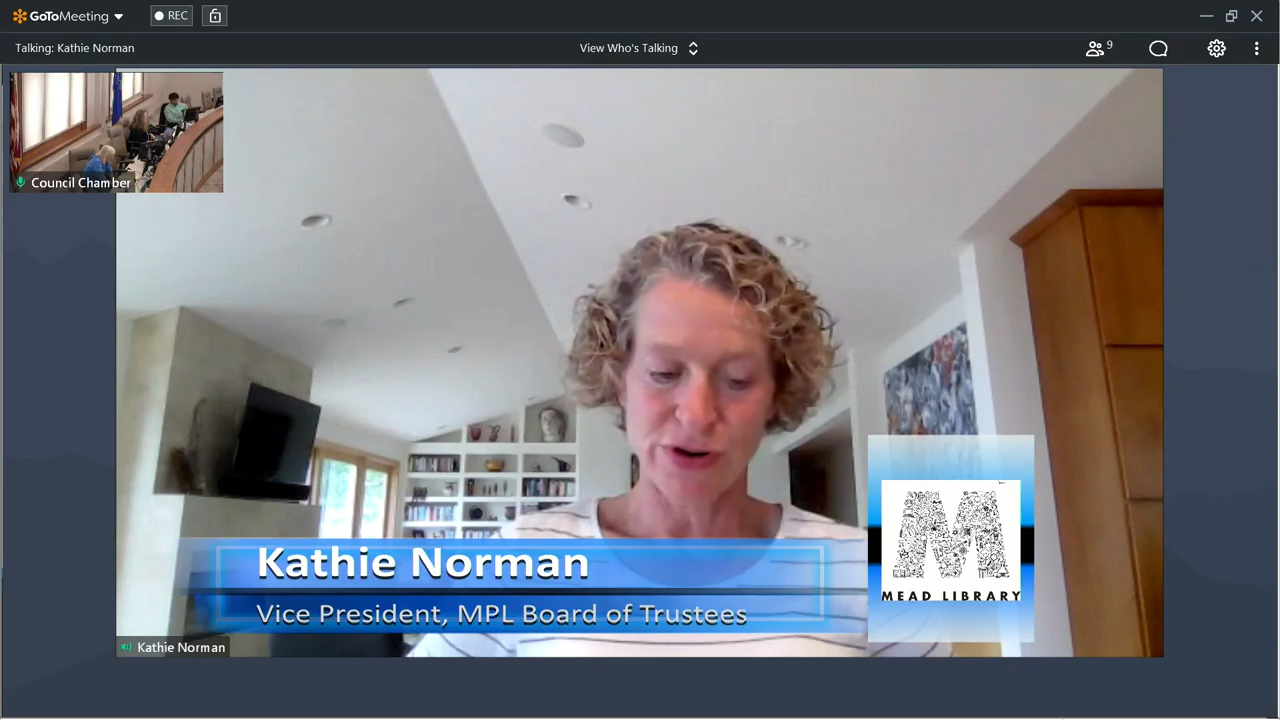 GoToMeeting
REC
Talking: Kathie Norman
View Who's Talking
9
Council Chamber
MEAD LIBRARY
Kathie Norman
Vice President, MPL Board of Trustees
Kathie Norman